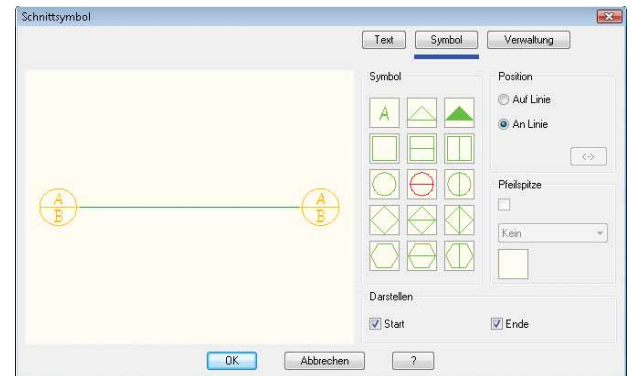 Schnittsymbol
Text Symbol Verwaltung
Symbol
A
Position
Auf Linie
An Linie
<->
Pfeilspitze
Kein
A A
B B
Darstellen
Start Ende
OK Abbrechen ?